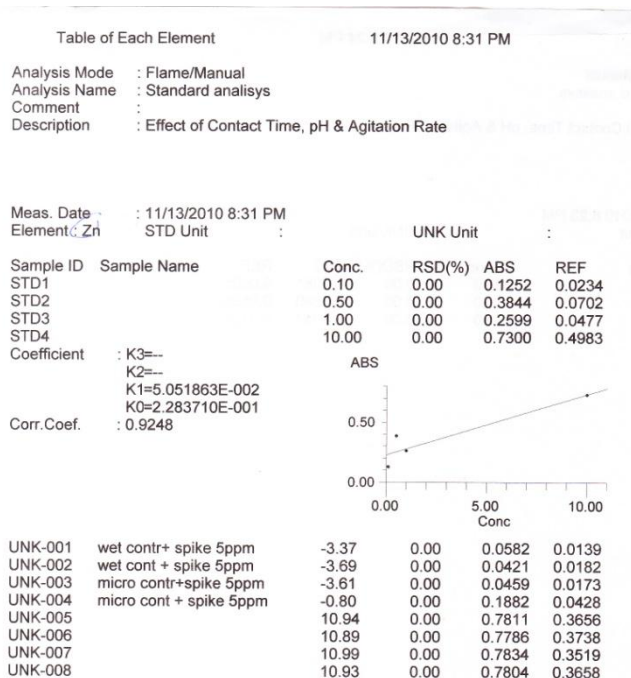 Table of Each Element 11/13/2010 8:31 PM
Analysis Mode : Flame/Manual
Analysis Name : Standard analisys
Comment :
Description : Effect of Contact Time, pH & Agitation Rate
Meas. Date : 11/13/2010 8:31 PM
Element : Zn STD Unit : UNK Unit :
Sample ID Sample Name Conc. RSD(%) ABS REF
STD1 0.10 0.00 0.1252 0.0234
STD2 0.50 0.00 0.3844 0.0702
STD3 1.00 0.00 0.2599 0.0477
STD4 10.00 0.00 0.7300 0.4983
Coefficient : K3=--
K2=--
K1=5.051863E-002
K0=2.283710E-001
Corr.Coef. : 0.9248
ABS
0.50
0.00
0.00 5.00 10.00
Conc
UNK-001 wet contr+ spike 5ppm -3.37 0.00 0.0582 0.0139
UNK-002 wet cont + spike 5ppm -3.69 0.00 0.0421 0.0182
UNK-003 micro contr+spike 5ppm -3.61 0.00 0.0459 0.0173
UNK-004 micro cont + spike 5ppm -0.80 0.00 0.1882 0.0428
UNK-005 10.94 0.00 0.7811 0.3656
UNK-006 10.89 0.00 0.7786 0.3738
UNK-007 10.99 0.00 0.7834 0.3519
UNK-008 10.93 0.00 0.7804 0.3658